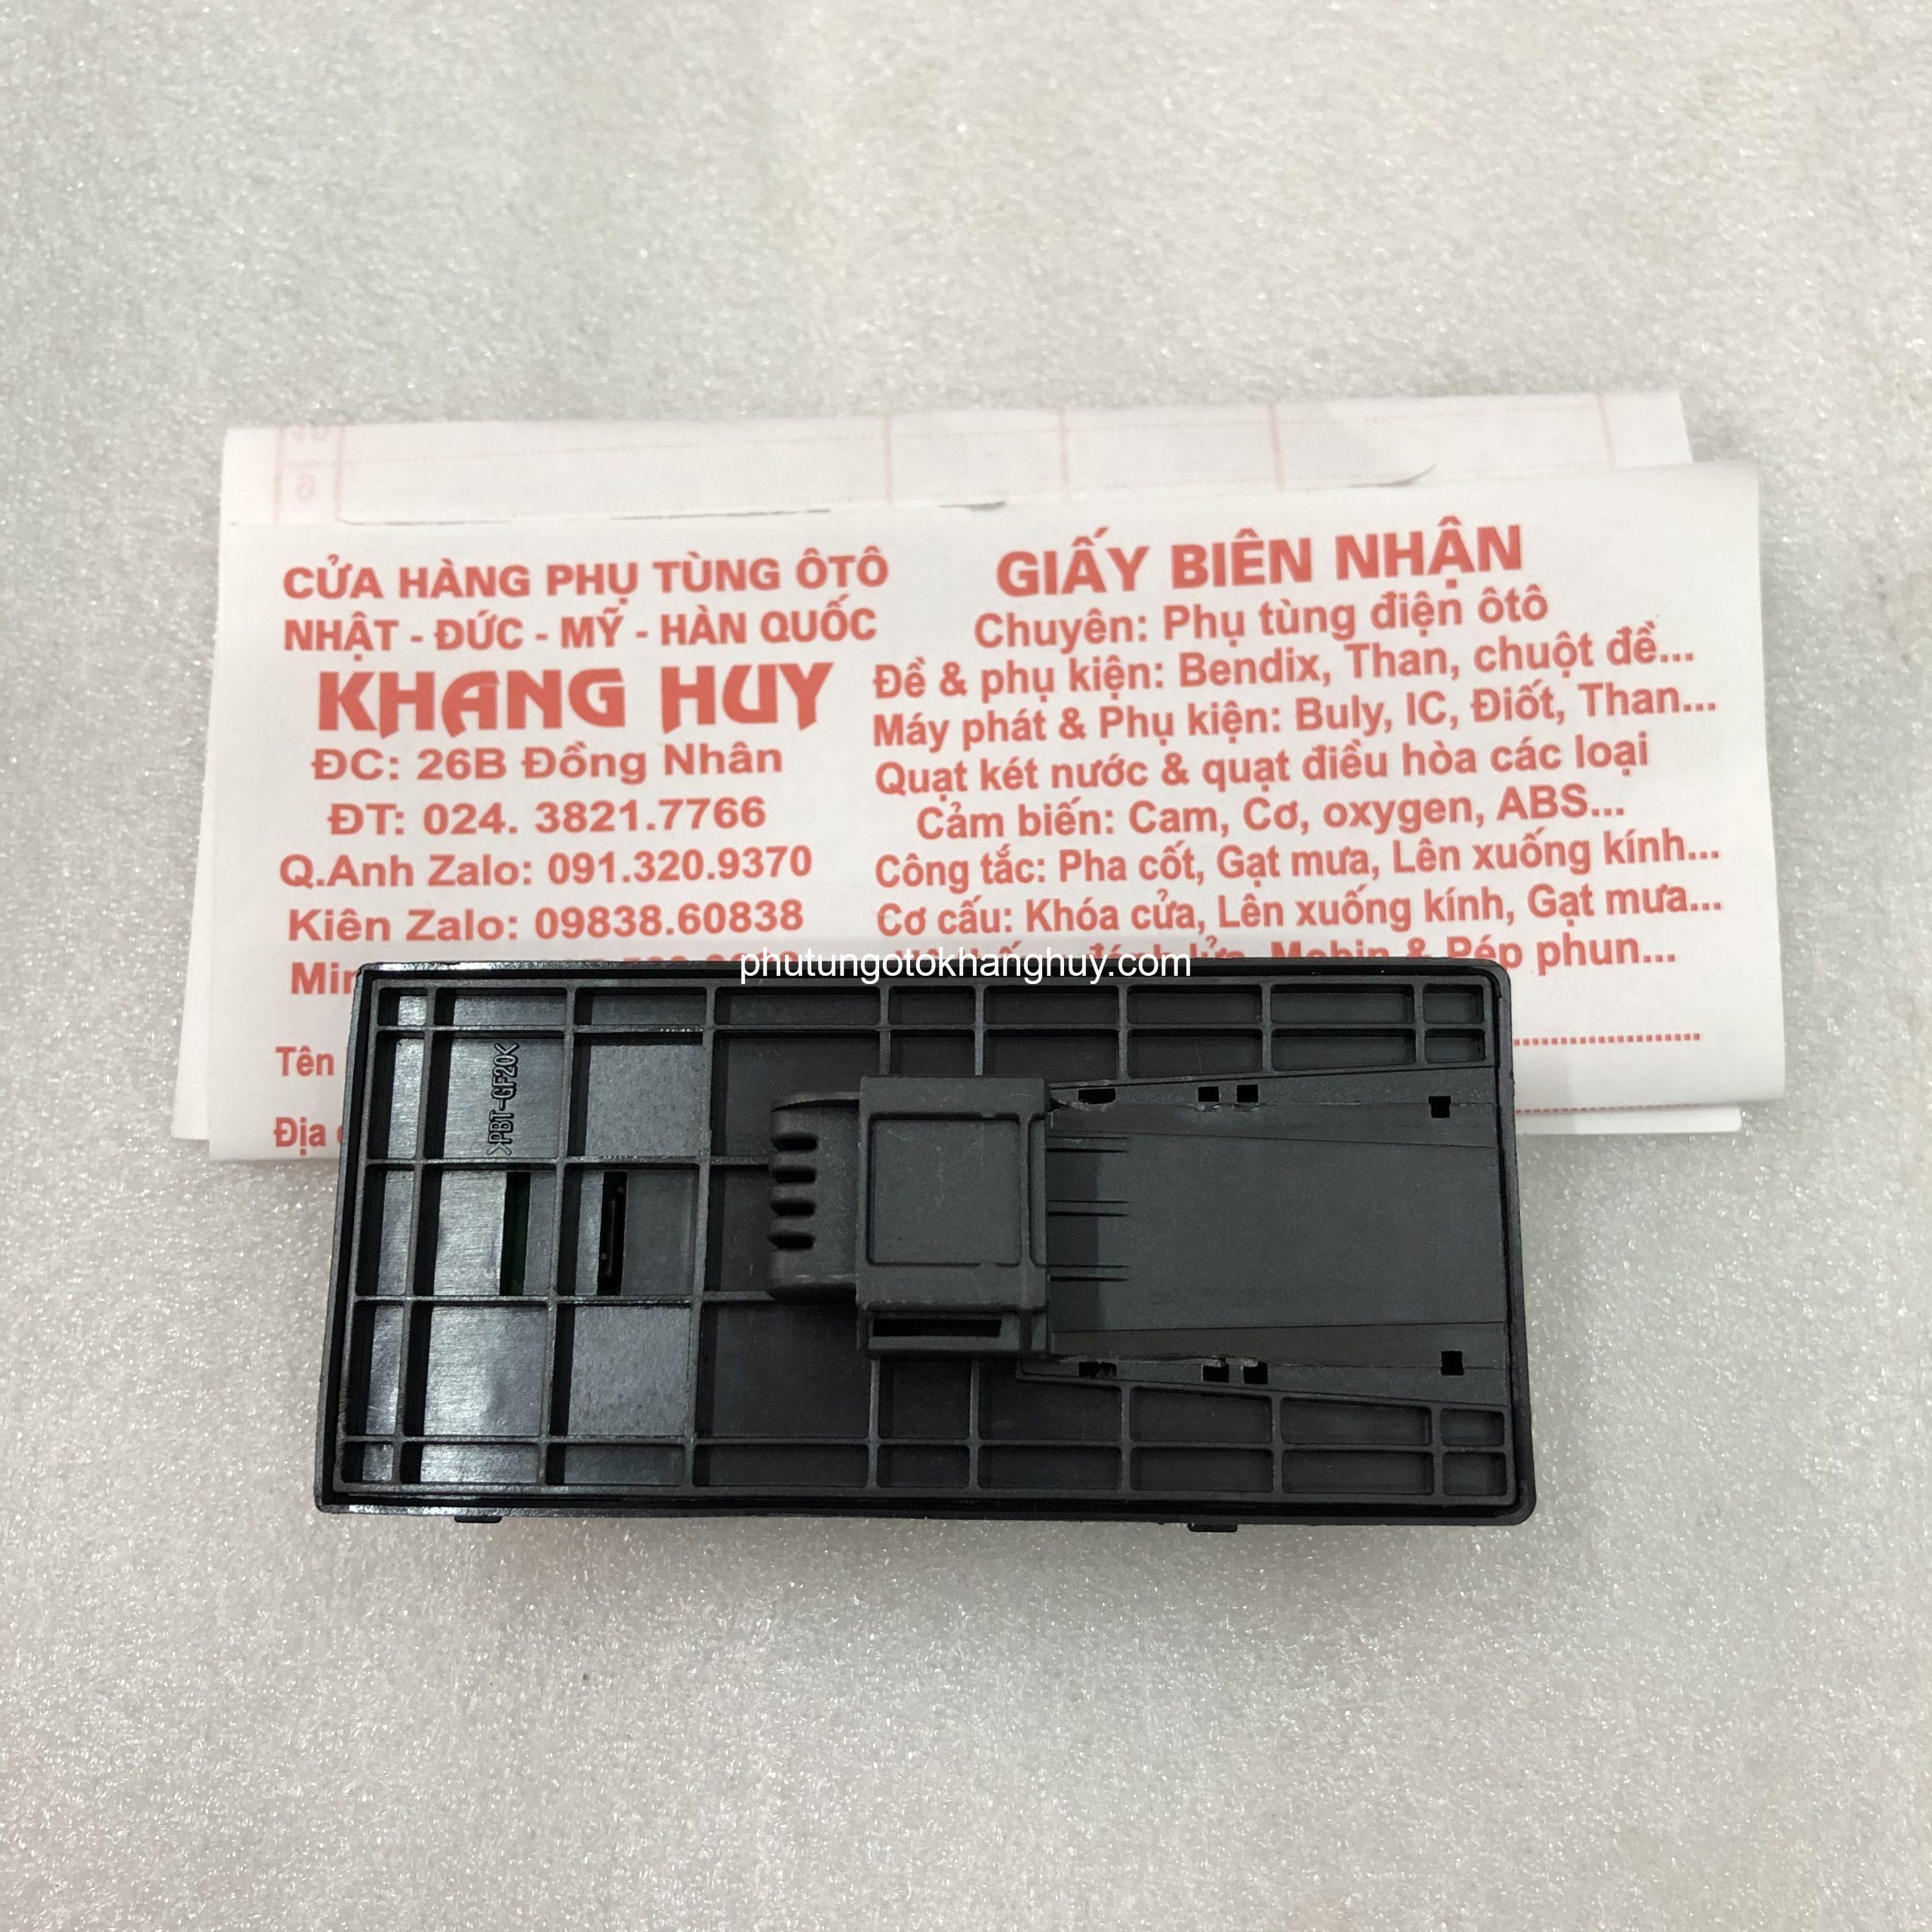 CỬA HÀNG PHỤ TÙNG ÔTÔ
NHẬT - ĐỨC - MỸ - HÀN QUỐC
KHANG HUY
ĐC: 26B Đồng Nhân
ĐT: 024. 3821.7766
Q.Anh Zalo: 091.320.9370
Kiên Zalo: 09838.60838
Tên
Địa
GIẤY BIÊN NHẬN
Chuyên: Phụ tùng điện ôtô
Đề & phụ kiện: Bendix, Than, chuột đề...
Máy phát & Phụ kiện: Buly, IC, Điốt, Than...
Quạt két nước & quạt điều hòa các loại
Cảm biến: Cam, Cơ, oxygen, ABS...
Công tắc: Pha cốt, Gạt mưa, Lên xuống kính...
Cơ cấu: Khóa cửa, Lên xuống kính, Gạt mưa...
Mobin & Pép phun...
phutungotokhanghuy.com
>PBT-GF20<